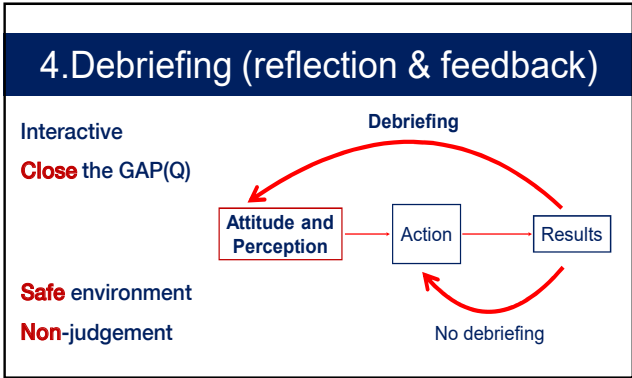 4.Debriefing (reflection & feedback)
Interactive
Close the GAP(Q)
Safe environment
Non-judgement
Debriefing
Attitude and
Perception
Action
Results
No debriefing